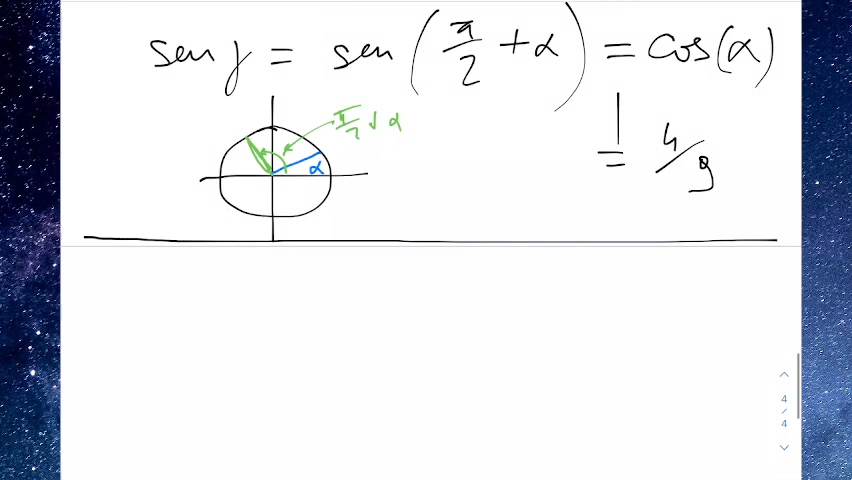 sen γ = sen(π/2 + α) = cos(α)
π/2 + α
α
= 4/9
4
/
4